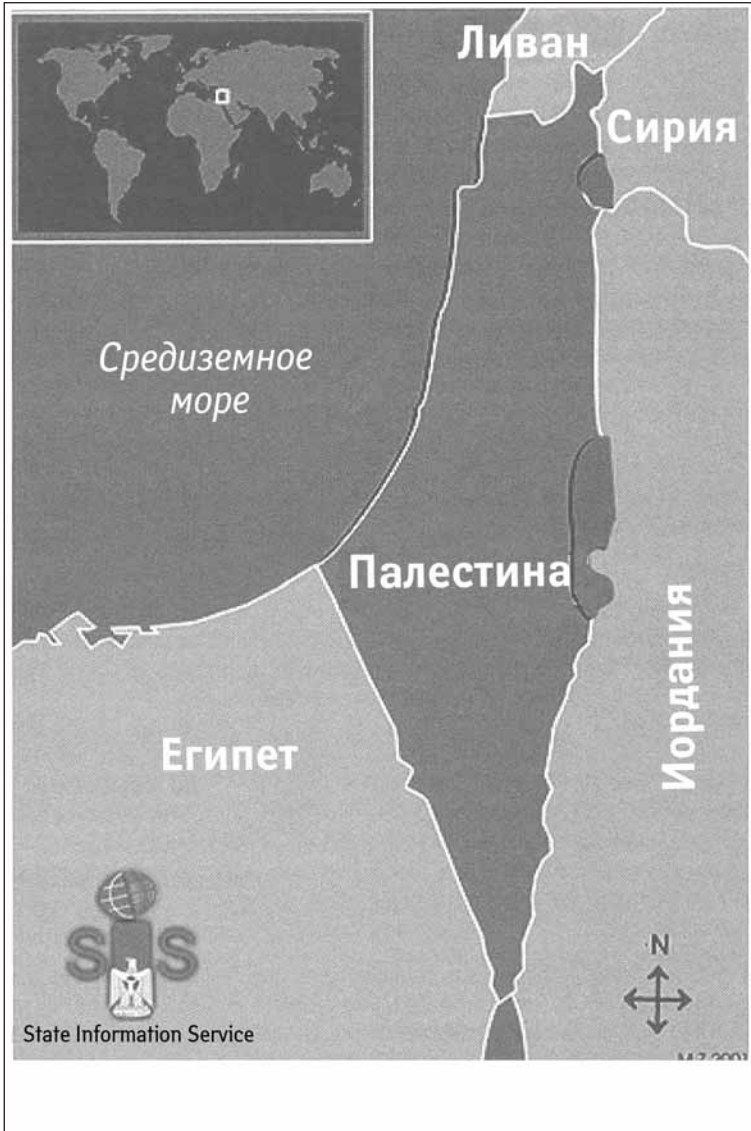 Ливан
Сирия
Средиземное
море
Палестина
Иордания
Египет
N
S S
State Information Service